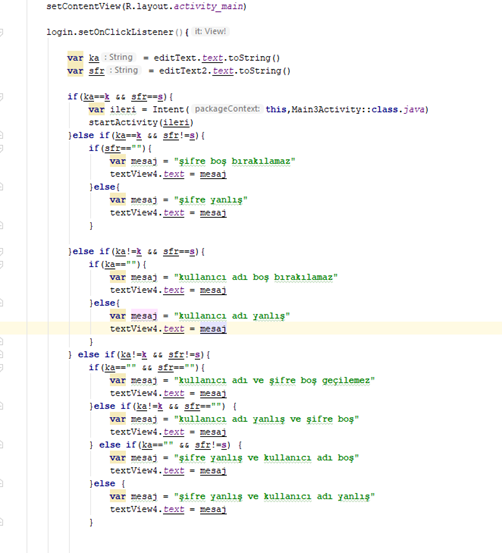 setContentView(R.layout.activity_main)
login.setOnClickListener(){ it: View!
var ka : String = editText.text.toString()
var sfr : String = editText2.text.toString()
if(ka==k && sfr==s){
var ileri = Intent( packageContext: this,Main3Activity::class.java)
startActivity(ileri)
}else if(ka==k && sfr!=s){
if(sfr==""){
var mesaj = "şifre boş bırakılamaz"
textView4.text = mesaj
}else{
var mesaj = "şifre yanlış"
textView4.text = mesaj
}
}else if(ka!=k && sfr==s){
if(ka==""){
var mesaj = "kullanıcı adı boş bırakılamaz"
textView4.text = mesaj
}else{
var mesaj = "kullanıcı adı yanlış"
textView4.text = mesaj
}
} else if(ka!=k && sfr!=s){
if(ka=="" && sfr==""){
var mesaj = "kullanıcı adı ve şifre boş geçilemez"
textView4.text = mesaj
}else if(ka!=k && sfr=="") {
var mesaj = "kullanıcı adı yanlış ve şifre boş"
textView4.text = mesaj
} else if(ka=="" && sfr!=s) {
var mesaj = "şifre yanlış ve kullanıcı adı boş"
textView4.text = mesaj
}else {
var mesaj = "şifre yanlış ve kullanıcı adı yanlış"
textView4.text = mesaj
}